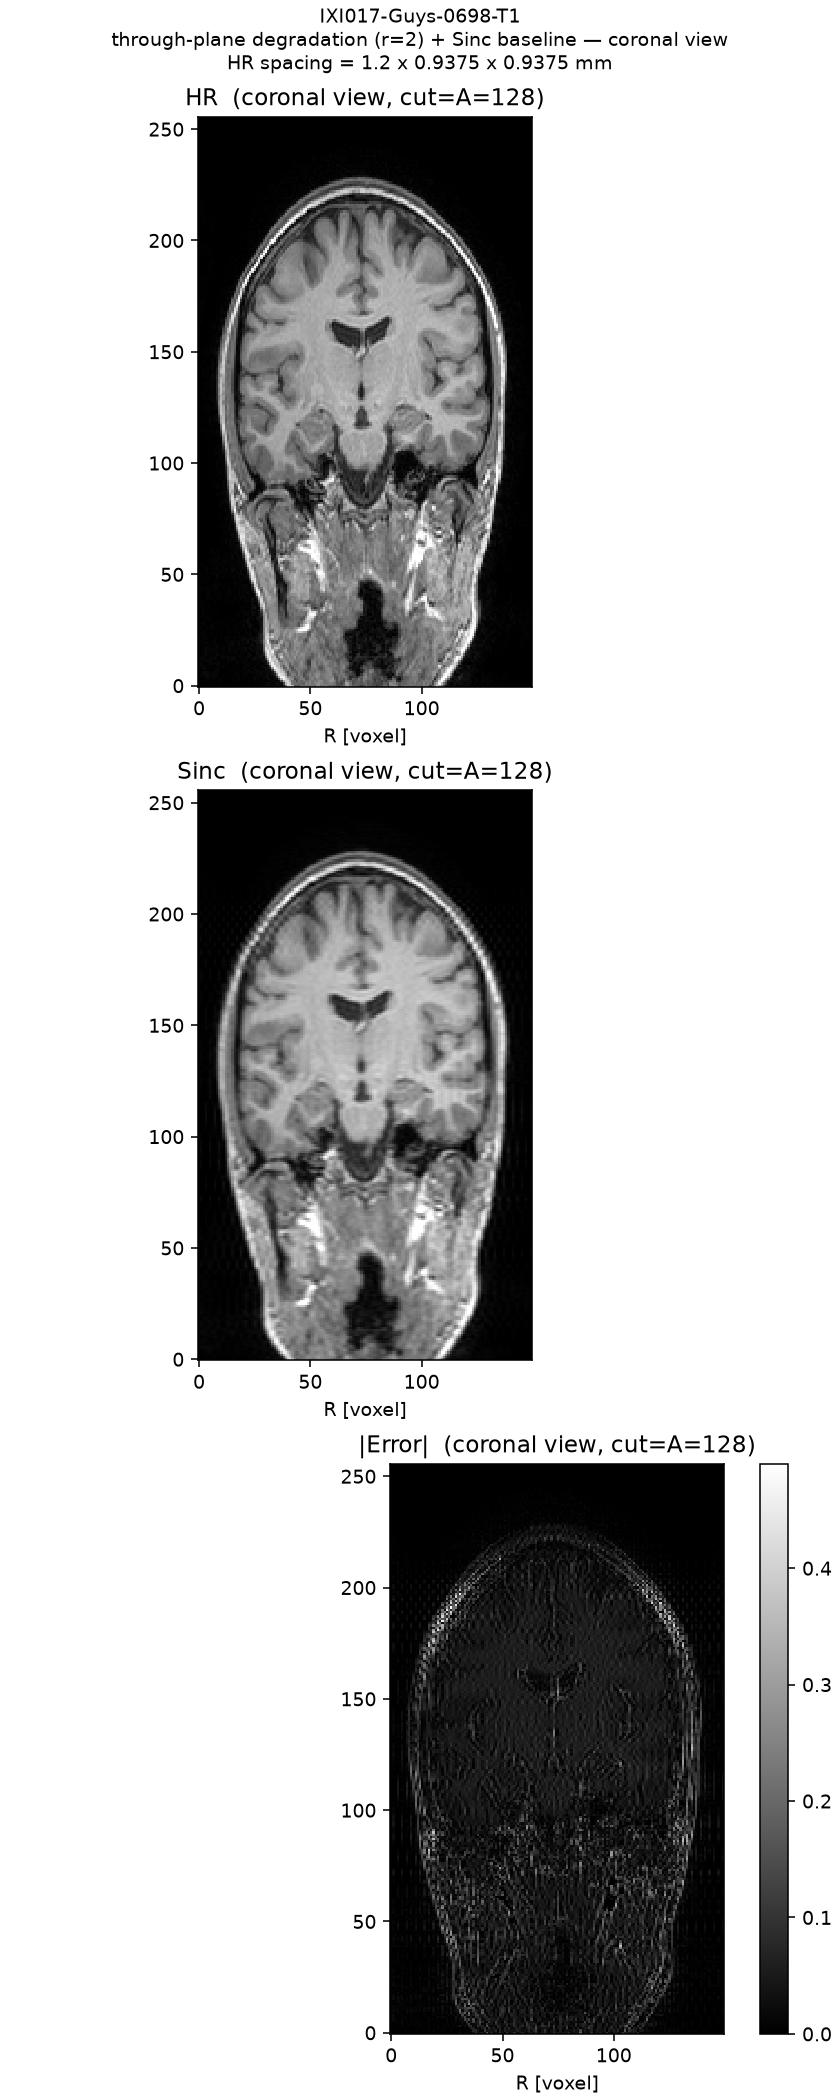 IXI017-Guys-0698-T1
through-plane degradation (r=2) + Sinc baseline — coronal view
HR spacing = 1.2 x 0.9375 x 0.9375 mm
HR (coronal view, cut=A=128)
250
200
150
100
50
0
0 50 100
R [voxel]
Sinc (coronal view, cut=A=128)
250
200
150
100
50
0
0 50 100
R [voxel]
|Error| (coronal view, cut=A=128)
250
200
150
100
50
0
0 50 100
R [voxel]
0.4
0.3
0.2
0.1
0.0